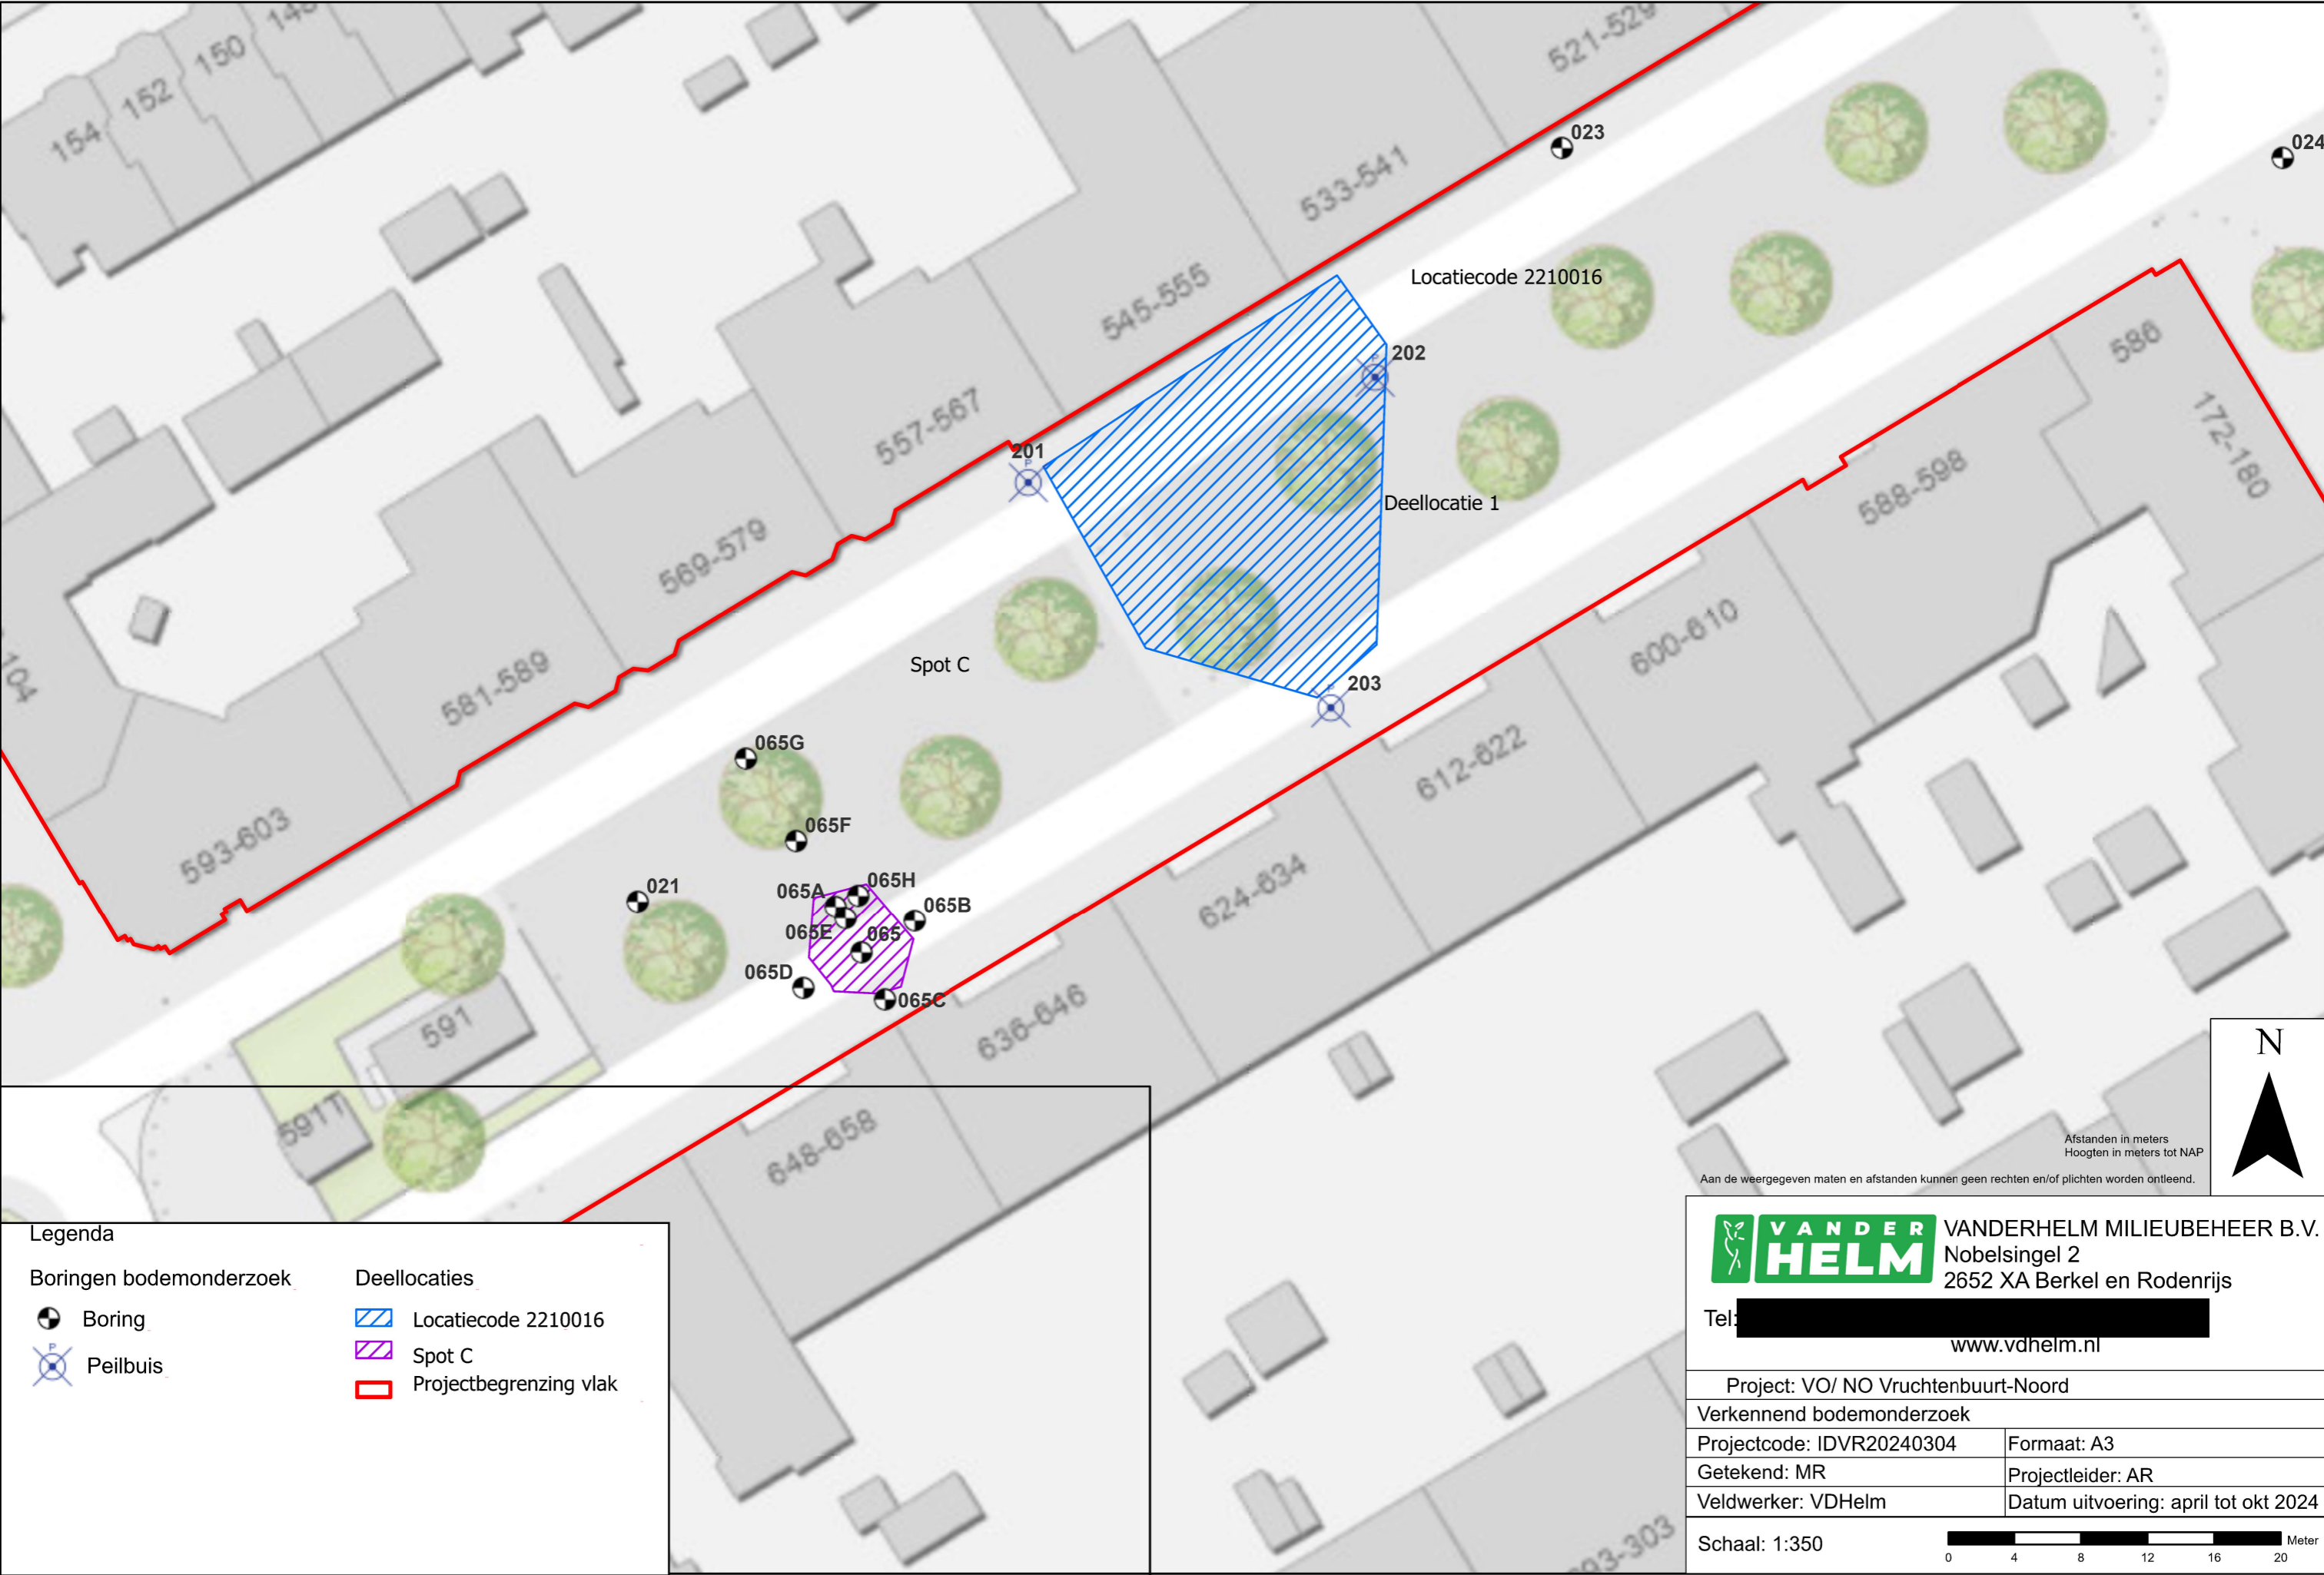 154
152
150
148
521-529
023
024
533-541
Locatiecode 2210016
545-555
202
586
557-567
201
172-180
Deellocatie 1
588-598
569-579
600-610
Spot C
104
581-589
203
065G
612-622
065F
593-603
065H
021
065A
624-634
065B
065E
065
065D
065C
591
636-646
591T
648-658
N
Afstanden in meters
Hoogten in meters tot NAP
Aan de weergegeven maten en afstanden kunnen geen rechten en/of plichten worden ontleend.
Legenda
Boringen bodemonderzoek
Boring
P
Peilbuis
Deellocaties
Locatiecode 2210016
Spot C
Projectbegrenzing vlak
VANDER
HELM
VANDERHELM MILIEUBEHEER B.V.
Nobelsingel 2
2652 XA Berkel en Rodenrijs
Tel:
www.vdhelm.nl
Project: VO/ NO Vruchtenbuurt-Noord
Verkennend bodemonderzoek
Projectcode: IDVR20240304
Formaat: A3
Getekend: MR
Projectleider: AR
Veldwerker: VDHelm
Datum uitvoering: april tot okt 2024
Schaal: 1:350
0 4 8 12 16 20 Meter